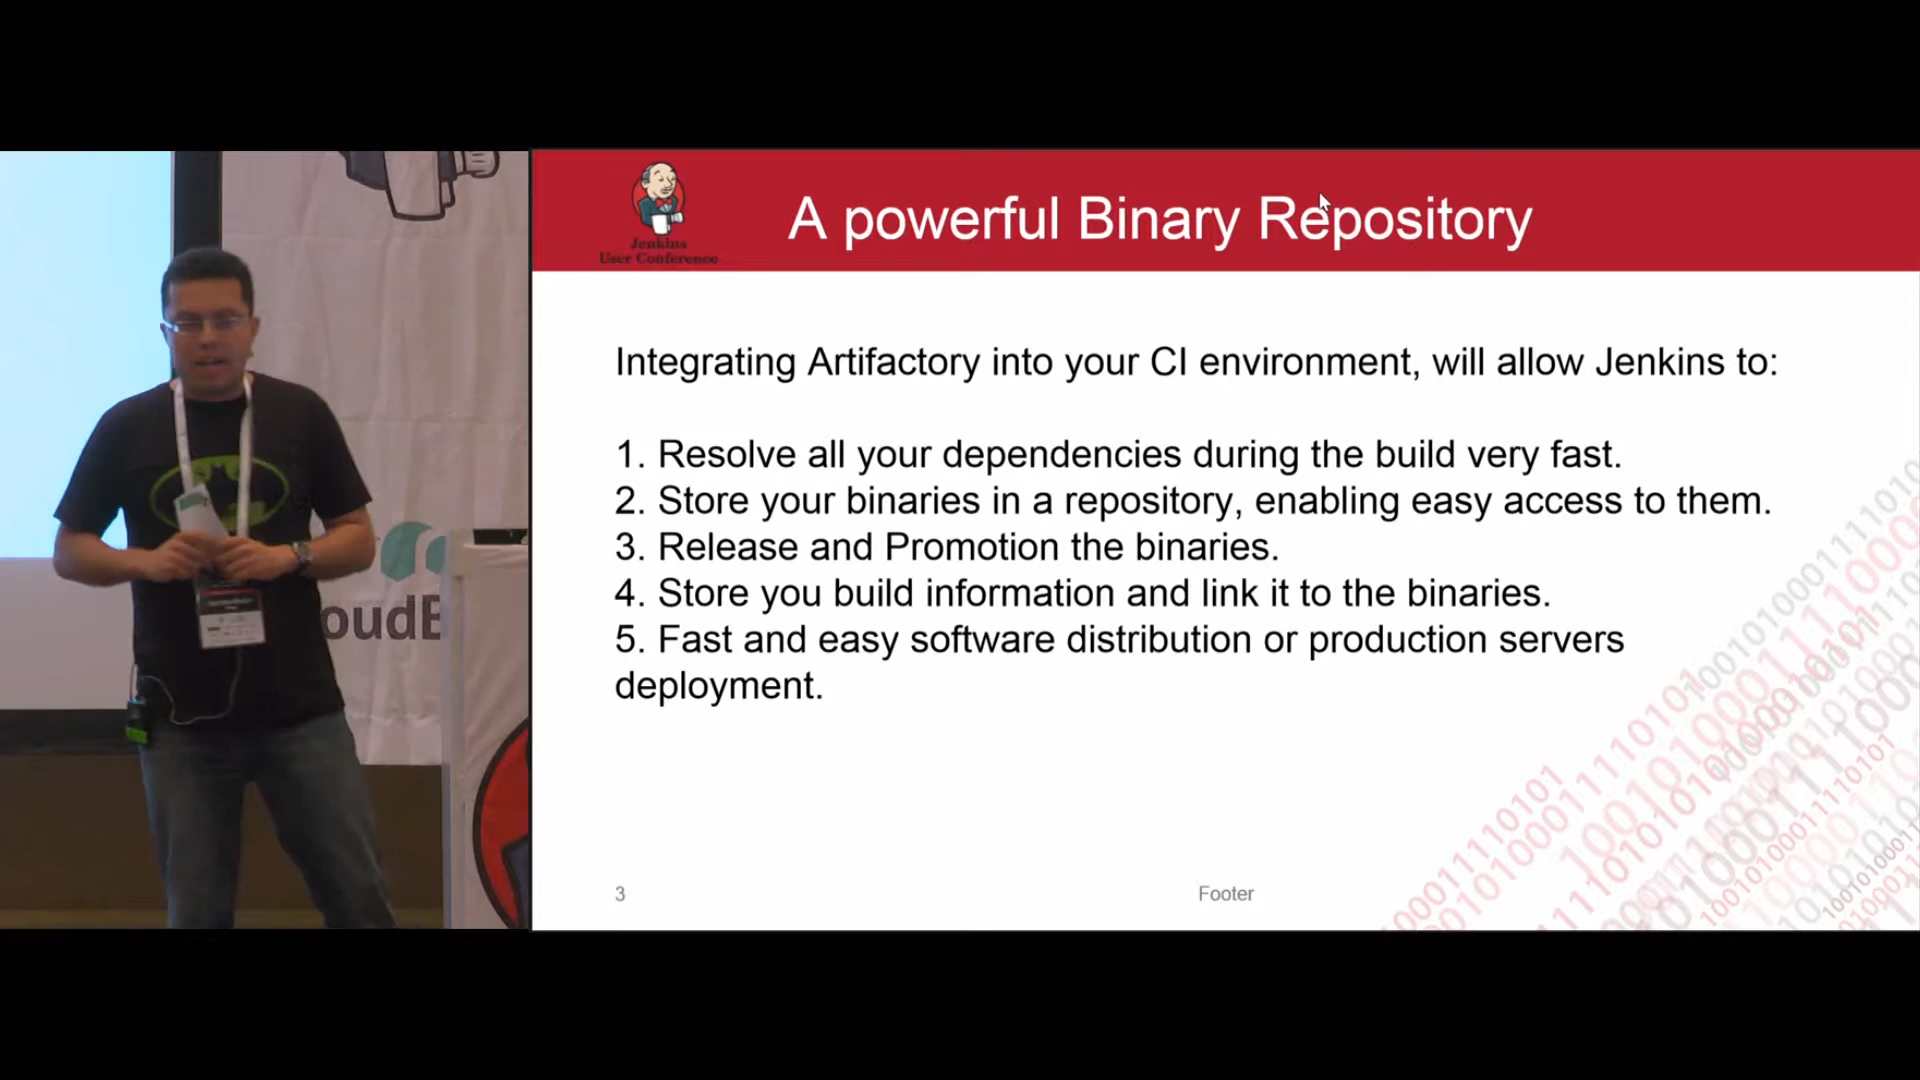 Jenkins
User Conference
A powerful Binary Repository
Integrating Artifactory into your CI environment, will allow Jenkins to:
1. Resolve all your dependencies during the build very fast.
2. Store your binaries in a repository, enabling easy access to them.
3. Release and Promotion the binaries.
4. Store you build information and link it to the binaries.
5. Fast and easy software distribution or production servers
deployment.
3
Footer
oudB